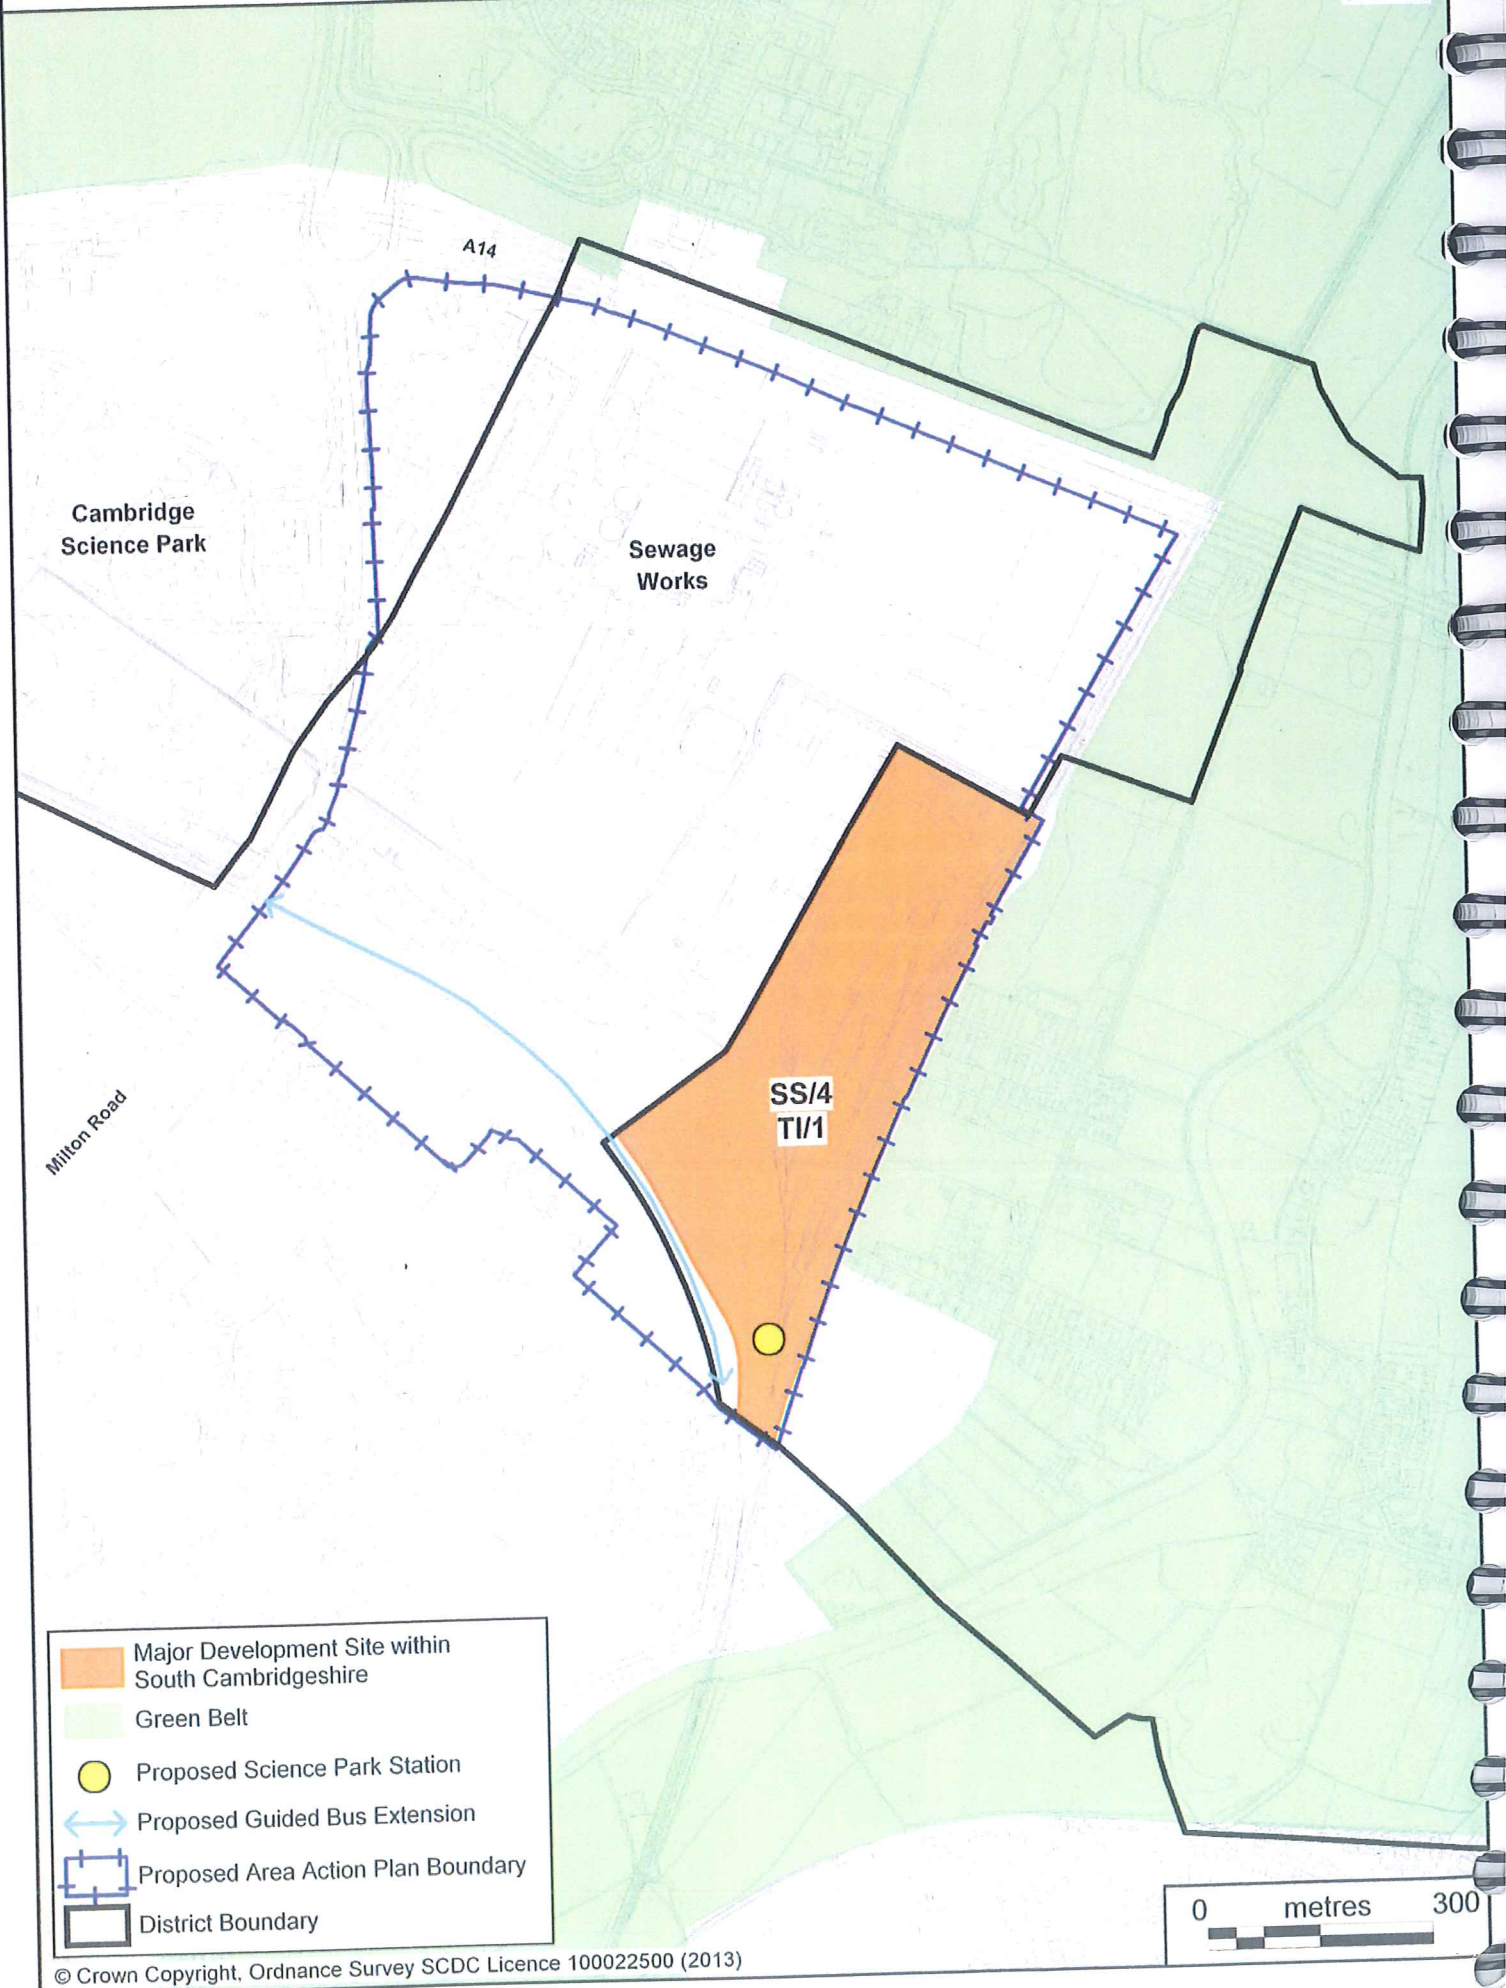 A14
Cambridge
Science Park
Sewage
Works
SS/4
TI/1
Milton Road
Major Development Site within
South Cambridgeshire
Green Belt
Proposed Science Park Station
Proposed Guided Bus Extension
Proposed Area Action Plan Boundary
District Boundary
0 metres 300
© Crown Copyright, Ordnance Survey SCDC Licence 100022500 (2013)